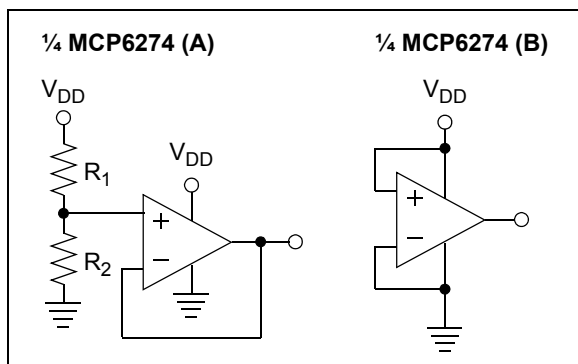 ¼ MCP6274 (A)
¼ MCP6274 (B)
VDD
VDD
VDD
R1
R2
+
−
+
−